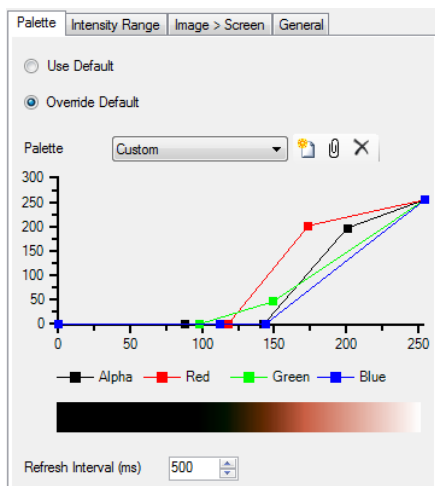 Palette Intensity Range Image > Screen General
Use Default
Override Default
Palette Custom
300
250
200
150
100
50
0
0 50 100 150 200 250
Alpha Red Green Blue
Refresh Interval (ms) 500